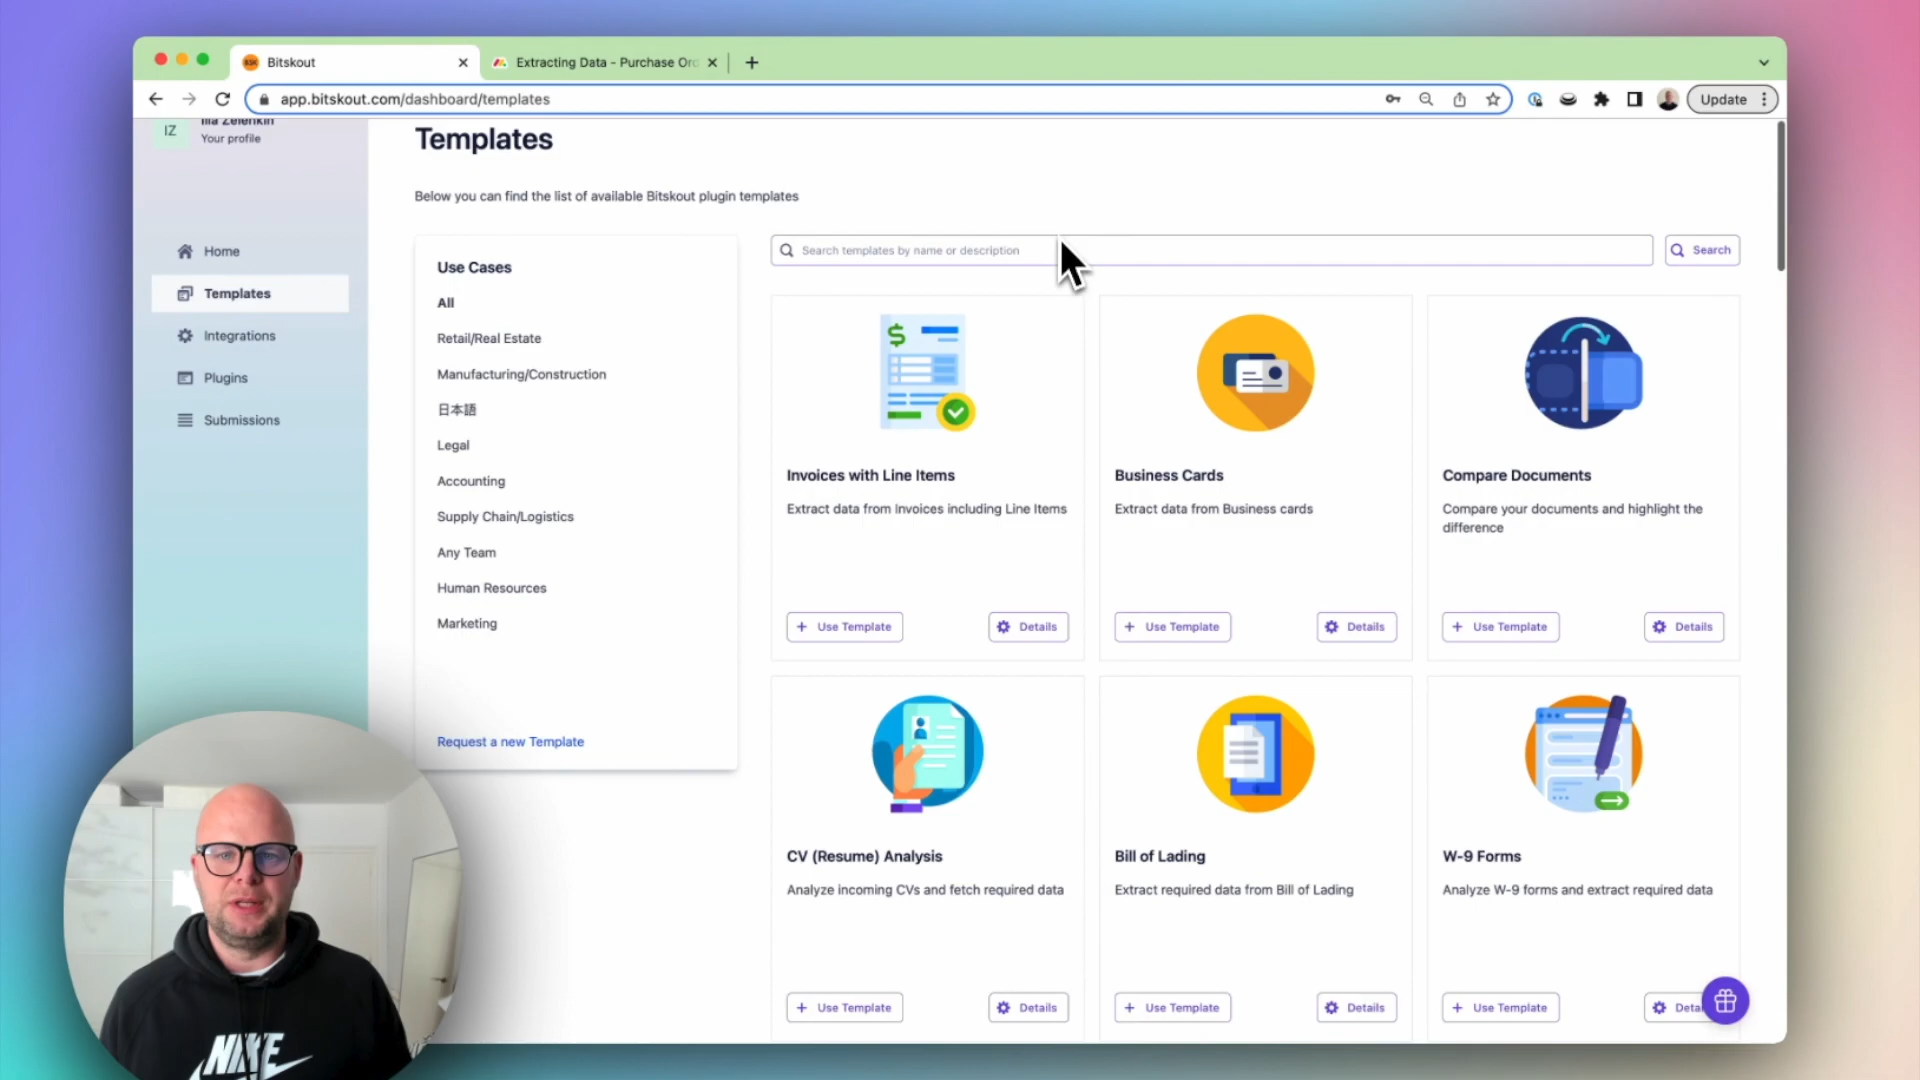 Bitskout
Extracting Data - Purchase Orc
app.bitskout.com/dashboard/templates
Update
IZ
Illa Zelenkin
Your profile
Home
Templates
Integrations
Plugins
Submissions
Templates
Below you can find the list of available Bitskout plugin templates
Use Cases
All
Retail/Real Estate
Manufacturing/Construction
日本語
Legal
Accounting
Supply Chain/Logistics
Any Team
Human Resources
Marketing
Request a new Template
Search templates by name or description
Search
Invoices with Line Items
Extract data from Invoices including Line Items
+ Use Template
Details
Business Cards
Extract data from Business cards
+ Use Template
Details
Compare Documents
Compare your documents and highlight the
difference
+ Use Template
Details
CV (Resume) Analysis
Analyze incoming CVs and fetch required data
+ Use Template
Details
Bill of Lading
Extract required data from Bill of Lading
+ Use Template
Details
W-9 Forms
Analyze W-9 forms and extract required data
+ Use Template
Deta
NIKE